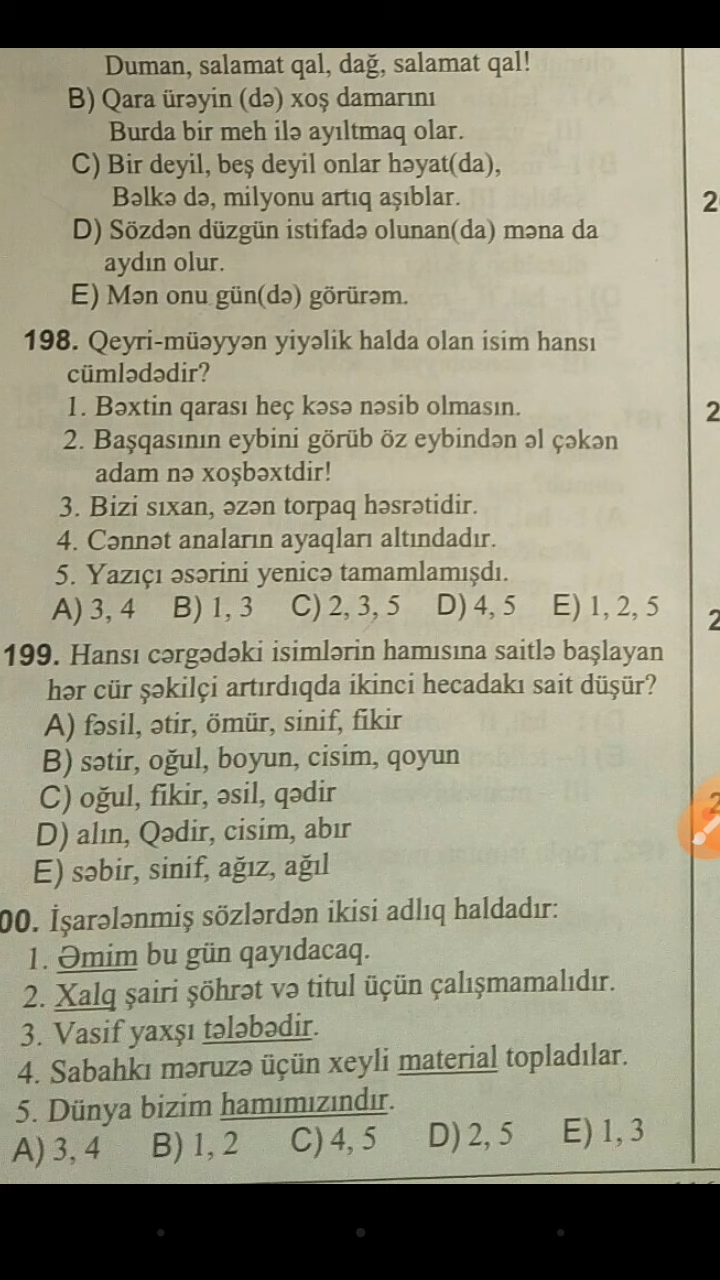 Duman, salamat qal, dağ, salamat qal!
B) Qara ürəyin (də) xoş damarını
Burda bir meh ilə ayıltmaq olar.
C) Bir deyil, beş deyil onlar həyat(da),
Bəlkə də, milyonu artıq aşıblar.
D) Sözdən düzgün istifadə olunan(da) məna da
aydın olur.
E) Mən onu gün(də) görürəm.
198. Qeyri-müəyyən yiyəlik halda olan isim hansı
cümlədədir?
1. Bəxtin qarası heç kəsə nəsib olmasın.
2. Başqasının eybini görüb öz eybindən əl çəkən
adam nə xoşbəxtdir!
3. Bizi sıxan, əzən torpaq həsrətidir.
4. Cənnət anaların ayaqları altındadır.
5. Yazıçı əsərini yenicə tamamlamışdı.
A) 3, 4 B) 1, 3 C) 2, 3, 5 D) 4, 5 E) 1, 2, 5
199. Hansı cərgədəki isimlərin hamısına saitlə başlayan
hər cür şəkilçi artırdıqda ikinci hecadakı sait düşür?
A) fəsil, ətir, ömür, sinif, fikir
B) sətir, oğul, boyun, cisim, qoyun
C) oğul, fikir, əsil, qədir
D) alın, Qədir, cisim, abır
E) səbir, sinif, ağız, ağıl
00. İşarələnmiş sözlərdən ikisi adlıq haldadır:
1. Əmim bu gün qayıdacaq.
2. Xalq şairi şöhrət və titul üçün çalışmamalıdır.
3. Vasif yaxşı tələbədir.
4. Sabahkı məruzə üçün xeyli material topladılar.
5. Dünya bizim hamımızındır.
A) 3, 4 B) 1, 2 C) 4, 5 D) 2, 5 E) 1, 3
2
2
2
2